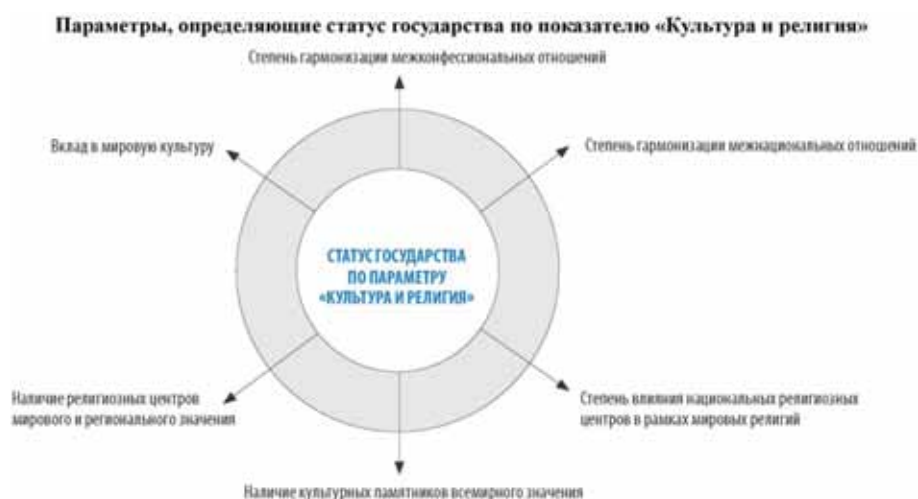 Параметры, определяющие статус государства по показателю «Культура и религия»
Степень гармонизации межконфессиональных отношений
Вклад в мировую культуру
Степень гармонизации межнациональных отношений
СТАТУС ГОСУДАРСТВА
ПО ПАРАМЕТРУ
«КУЛЬТУРА И РЕЛИГИЯ»
Наличие религиозных центров
мирового и регионального значения
Степень влияния национальных религиозных
центров в рамках мировых религий
Наличие культурных памятников всемирного значения